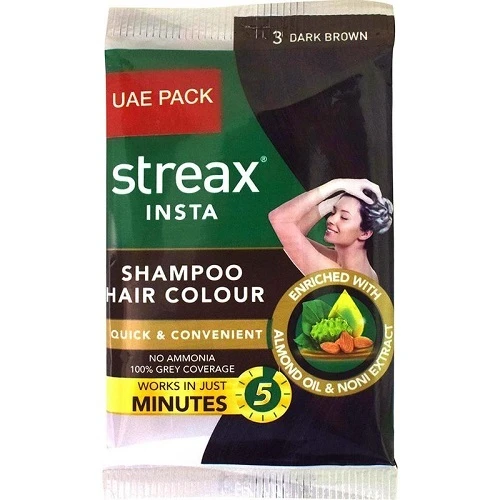 3 DARK BROWN
UAE PACK
streax®
INSTA
SHAMPOO
HAIR COLOUR
QUICK & CONVENIENT
NO AMMONIA
100% GREY COVERAGE
WORKS IN JUST
MINUTES 5
ENRICHED WITH
ALMOND OIL & NONI EXTRACT